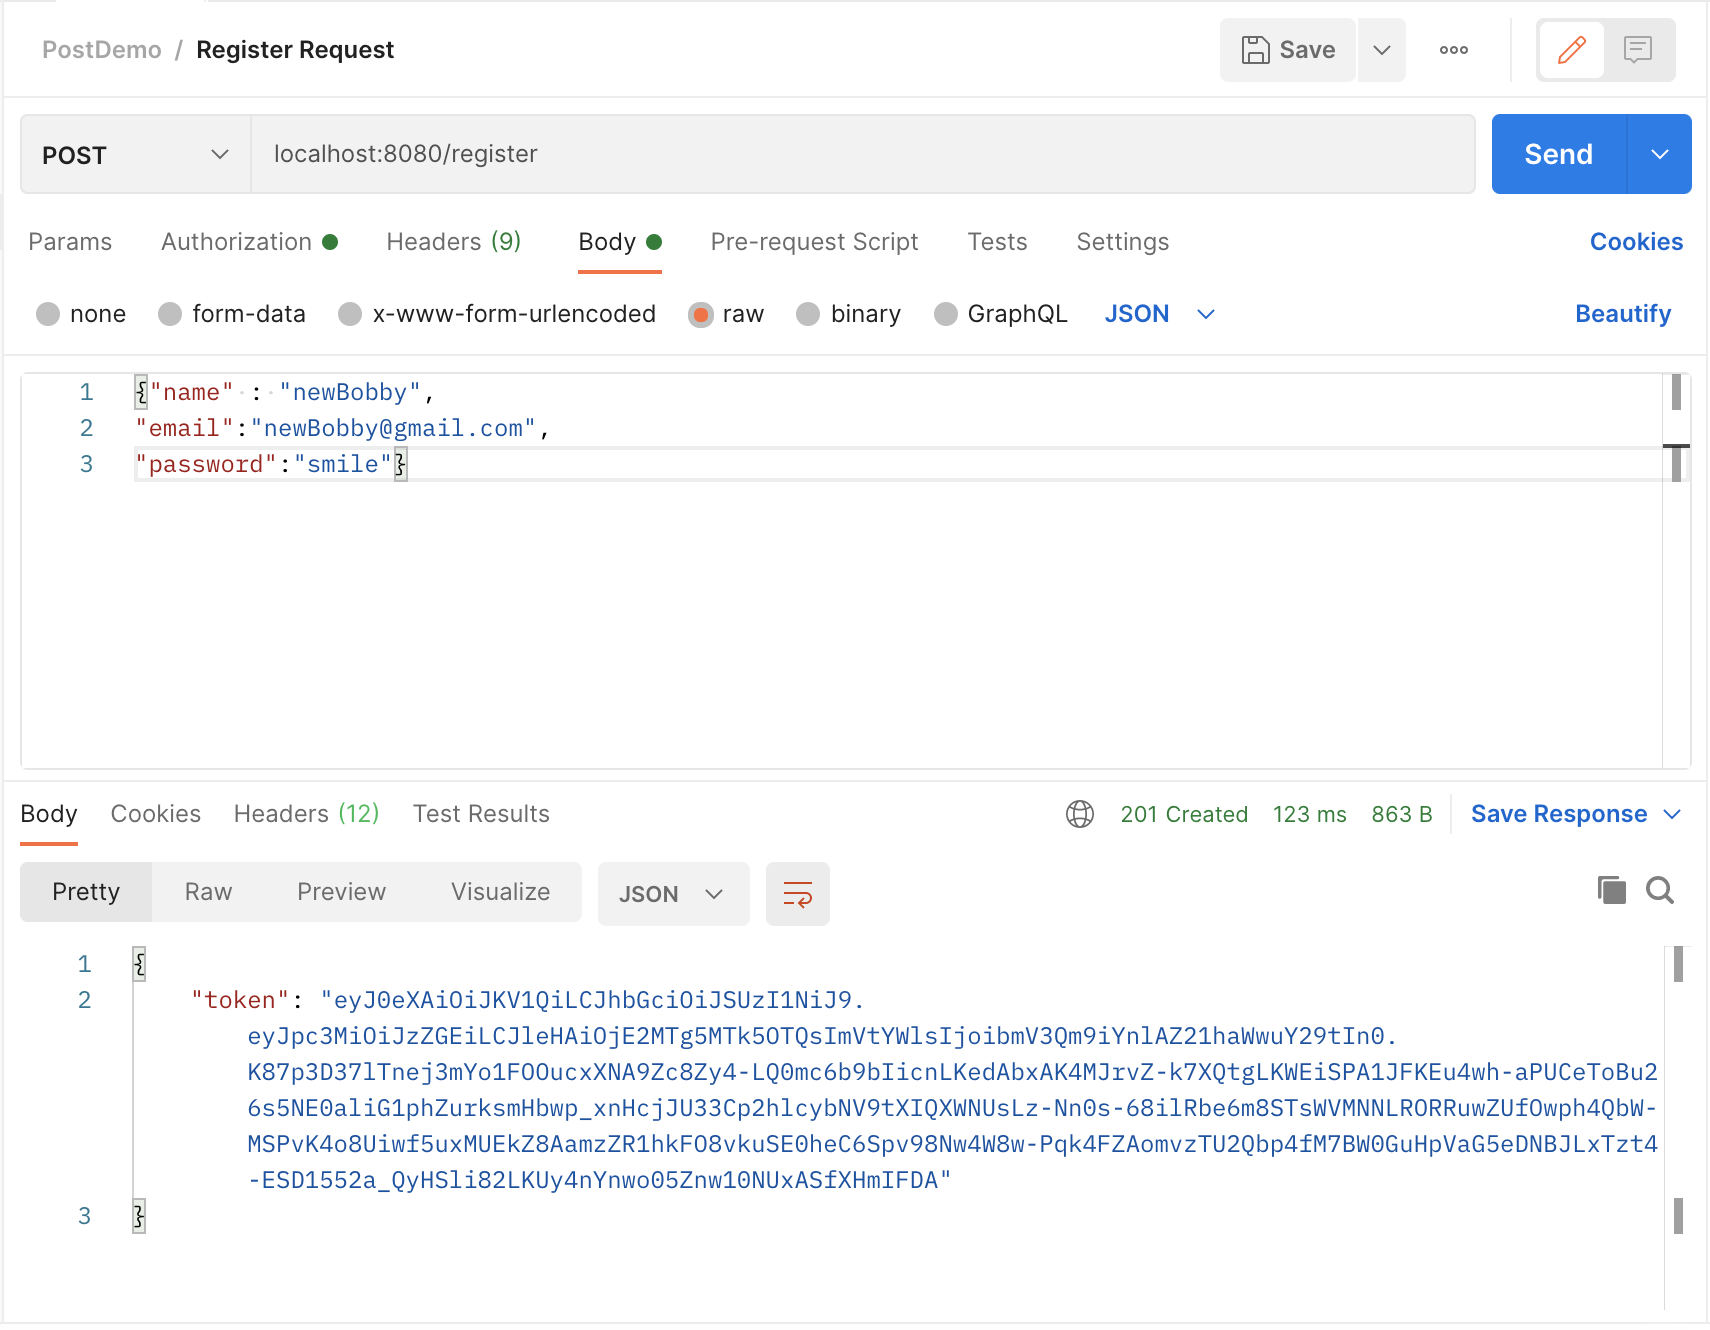 PostDemo / Register Request
Save
POST
localhost:8080/register
Send
Params Authorization Headers (9) Body Pre-request Script Tests Settings Cookies
none form-data x-www-form-urlencoded raw binary GraphQL JSON Beautify
1 {"name" : "newBobby",
2 "email":"newBobby@gmail.com",
3 "password":"smile"}
Body Cookies Headers (12) Test Results 201 Created 123 ms 863 B Save Response
Pretty Raw Preview Visualize JSON
1 {
2 "token": "eyJ0eXAiOiJKV1QiLCJhbGciOiJSUzI1NiJ9.
eyJpc3MiOiJzZGEiLCJleHAiOjE2MTg5MTk5OTQsImVtYWlsIjoibmV3Qm9iYnlAZ21haWwuY29tIn0.
K87p3D37lTnej3mYo1FOOucxXNA9Zc8Zy4-LQ0mc6b9bIicnLKedAbxAK4MJrvZ-k7XQtgLKWEiSPA1JFKEu4wh-aPUCeToBu2
6s5NE0aliG1phZurksmHbwp_xnHcjJU33Cp2hlcybNV9tXIQXWNUsLz-Nn0s-68ilRbe6m8STsWVMNNLRORRuwZUfOwph4QbW-
MSPvK4o8Uiwf5uxMUEkZ8AamzZR1hkFO8vkuSE0heC6Spv98Nw4W8w-Pqk4FZAomvzTU2Qbp4fM7BW0GuHpVaG5eDNBJLxTzt4
-ESD1552a_QyHSli82LKUy4nYnwo05Znw10NUxASfXHmIFDA"
3 }